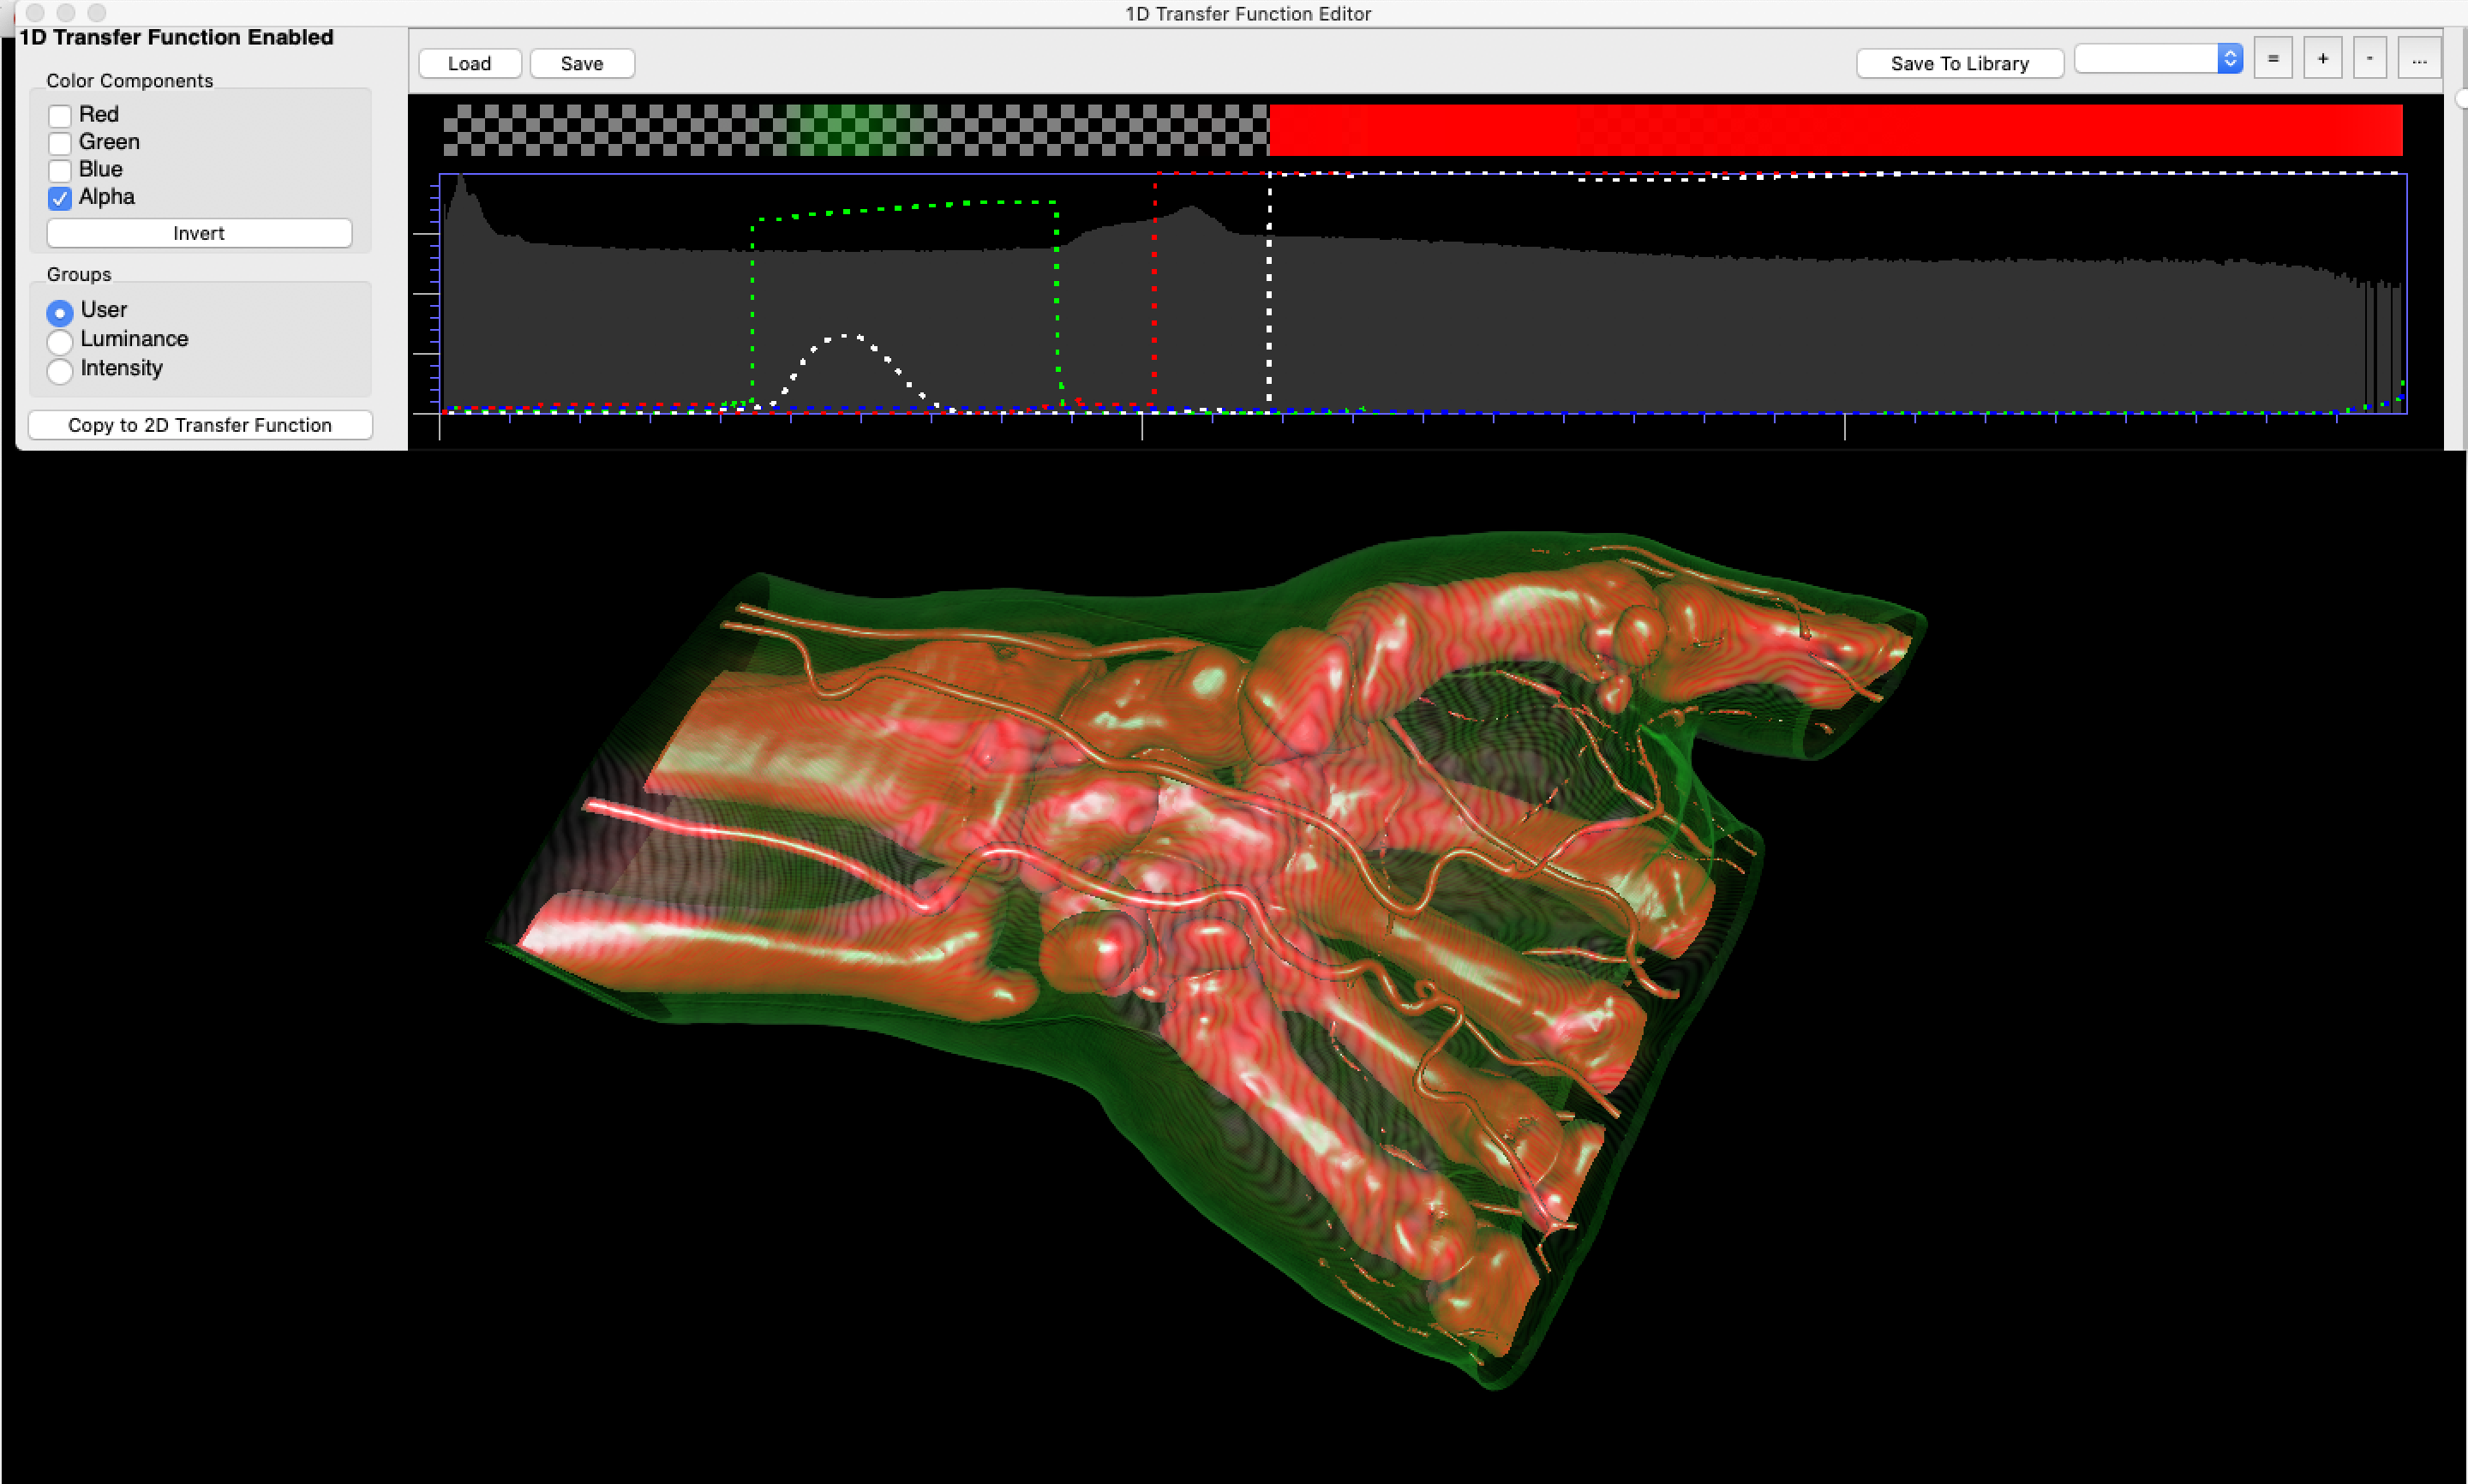 1D Transfer Function Editor
1D Transfer Function Enabled
Color Components
Red
Green
Blue
Alpha
Invert
Groups
User
Luminance
Intensity
Copy to 2D Transfer Function
Load
Save
Save To Library
=
+
-
...